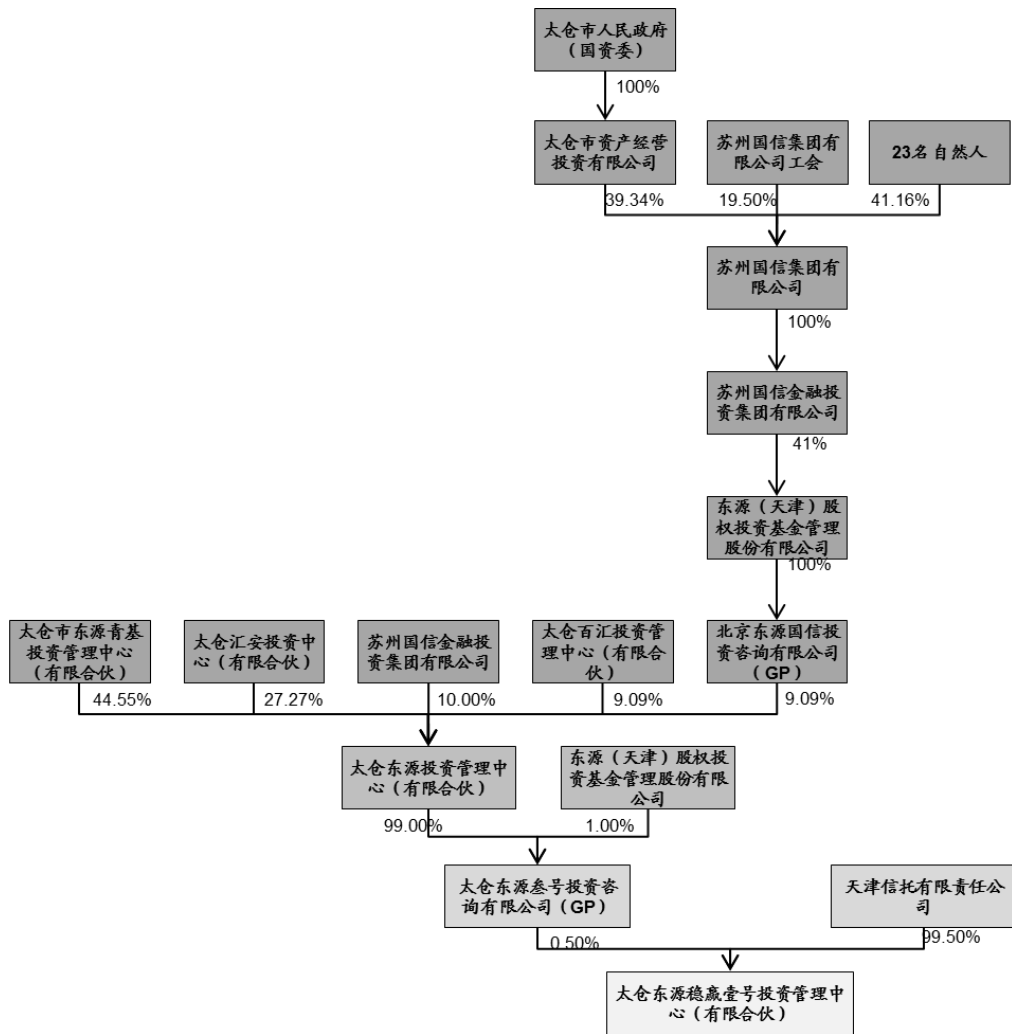 太仓市人民政府
(国资委)
100%
太仓市资产经营
投资有限公司
苏州国信集团有
限公司工会
23名自然人
39.34%
19.50%
41.16%
苏州国信集团有
限公司
100%
苏州国信金融投
资集团有限公司
41%
东源(天津)股
权投资基金管理
股份有限公司
100%
太仓市东源青基
投资管理中心
(有限合伙)
太仓汇安投资中
心(有限合伙)
苏州国信金融投
资集团有限公司
太仓百汇投资管
理中心(有限合
伙)
北京东源国信投
资咨询有限公司
(GP)
44.55%
27.27%
10.00%
9.09%
9.09%
太仓东源投资管理中
心(有限合伙)
东源(天津)股权投
资基金管理股份有限
公司
99.00%
1.00%
太仓东源叁号投资咨
询有限公司(GP)
天津信托有限责任公
司
0.50%
99.50%
太仓东源稳赢壹号投资管理中
心(有限合伙)